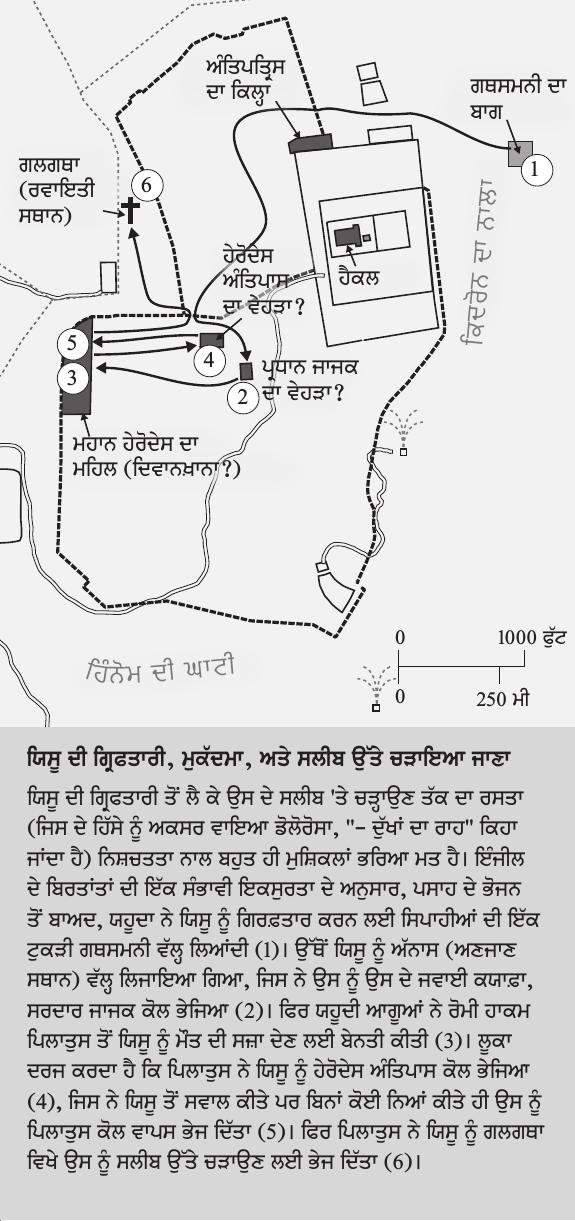 ਅੰਤਿਪਤ੍ਰਿਸ
ਦਾ ਕਿਲ੍ਹਾ
ਗਥਸਮਨੀ ਦਾ
ਬਾਗ
1
ਗਲਗਥਾ
(ਰਵਾਇਤੀ
ਸਥਾਨ)
6
ਕਿਦਰੋਨ ਦਾ ਨਾਲਾ
ਹੇਰੋਦੇਸ
ਅੰਤਿਪਾਸ
ਦਾ ਵੇਹੜਾ?
ਹੈਕਲ
5
4
3
2
ਪ੍ਰਧਾਨ ਜਾਜਕ
ਦਾ ਵੇਹੜਾ?
ਮਹਾਨ ਹੇਰੋਦੇਸ ਦਾ
ਮਹਿਲ (ਦਿਵਾਨਖ਼ਾਨਾ?)
ਹਿੰਨੋਮ ਦੀ ਘਾਟੀ
0 1000 ਫੁੱਟ
0 250 ਮੀ
ਯਿਸੂ ਦੀ ਗ੍ਰਿਫਤਾਰੀ, ਮੁਕੱਦਮਾ, ਅਤੇ ਸਲੀਬ ਉੱਤੇ ਚੜਾਇਆ ਜਾਣਾ
ਯਿਸੂ ਦੀ ਗ੍ਰਿਫਤਾਰੀ ਤੋਂ ਲੈ ਕੇ ਉਸ ਦੇ ਸਲੀਬ 'ਤੇ ਚੜ੍ਹਾਉਣ ਤੱਕ ਦਾ ਰਸਤਾ
(ਜਿਸ ਦੇ ਹਿੱਸੇ ਨੂੰ ਅਕਸਰ ਵਾਇਆ ਡੋਲੋਰੋਸਾ, "– ਦੁੱਖਾਂ ਦਾ ਰਾਹ" ਕਿਹਾ
ਜਾਂਦਾ ਹੈ) ਨਿਸ਼ਚਤਤਾ ਨਾਲ ਬਹੁਤ ਹੀ ਮੁਸ਼ਿਕਲਾਂ ਭਰਿਆ ਮਤ ਹੈ। ਇੰਜੀਲ
ਦੇ ਬਿਰਤਾਂਤਾਂ ਦੀ ਇੱਕ ਸੰਭਾਵੀ ਇਕਸੁਰਤਾ ਦੇ ਅਨੁਸਾਰ, ਪਸਾਹ ਦੇ ਭੋਜਨ
ਤੋਂ ਬਾਅਦ, ਯਹੂਦਾ ਨੇ ਯਿਸੂ ਨੂੰ ਗਿਰਫ਼ਤਾਰ ਕਰਨ ਲਈ ਸਿਪਾਹੀਆਂ ਦੀ ਇੱਕ
ਟੁਕੜੀ ਗਥਸਮਨੀ ਵੱਲ੍ਹ ਲਿਆਂਦੀ (1)। ਉੱਥੋਂ ਯਿਸੂ ਨੂੰ ਅੱਨਾਸ (ਅਣਜਾਣ
ਸਥਾਨ) ਵੱਲ੍ਹ ਲਿਜਾਇਆ ਗਿਆ, ਜਿਸ ਨੇ ਉਸ ਨੂੰ ਉਸ ਦੇ ਜਵਾਈ ਕਯਾਫ਼ਾ,
ਸਰਦਾਰ ਜਾਜਕ ਕੋਲ ਭੇਜਿਆ (2)। ਫਿਰ ਯਹੂਦੀ ਆਗੂਆਂ ਨੇ ਰੋਮੀ ਹਾਕਮ
ਪਿਲਾਤੁਸ ਤੋਂ ਯਿਸੂ ਨੂੰ ਮੌਤ ਦੀ ਸਜ਼ਾ ਦੇਣ ਲਈ ਬੇਨਤੀ ਕੀਤੀ (3)। ਲੂਕਾ
ਦਰਜ ਕਰਦਾ ਹੈ ਕਿ ਪਿਲਾਤੁਸ ਨੇ ਯਿਸੂ ਨੂੰ ਹੇਰੋਦੇਸ ਅੰਤਿਪਾਸ ਕੋਲ ਭੇਜਿਆ
(4), ਜਿਸ ਨੇ ਯਿਸੂ ਤੋਂ ਸਵਾਲ ਕੀਤੇ ਪਰ ਬਿਨਾਂ ਕੋਈ ਨਿਆਂ ਕੀਤੇ ਹੀ ਉਸ ਨੂੰ
ਪਿਲਾਤੁਸ ਕੋਲ ਵਾਪਸ ਭੇਜ ਦਿੱਤਾ (5)। ਫਿਰ ਪਿਲਾਤੁਸ ਨੇ ਯਿਸੂ ਨੂੰ ਗਲਗਥਾ
ਵਿਖੇ ਉਸ ਨੂੰ ਸਲੀਬ ਉੱਤੇ ਚੜਾਉਣ ਲਈ ਭੇਜ ਦਿੱਤਾ (6)।